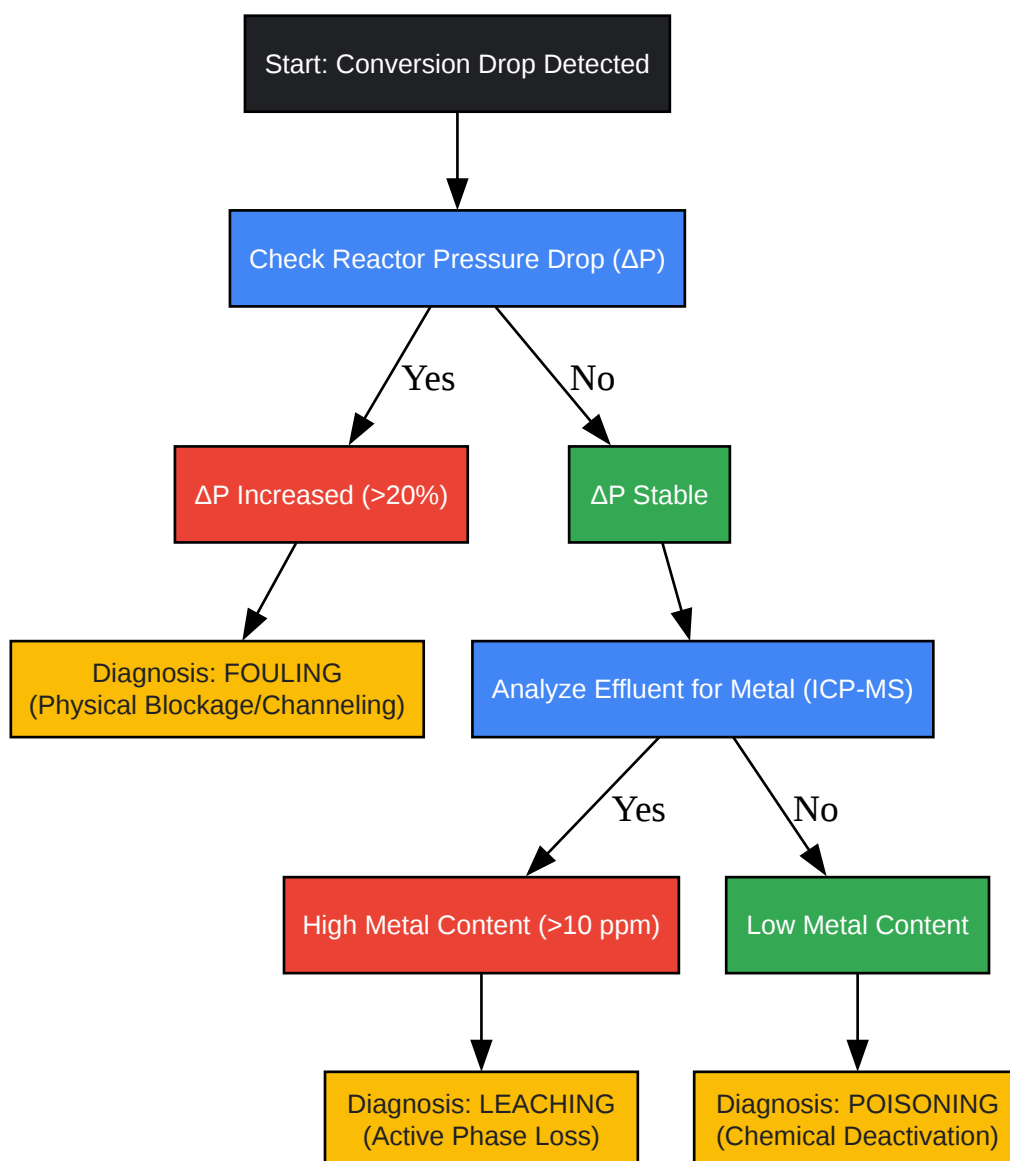 Start: Conversion Drop Detected
Check Reactor Pressure Drop (ΔP)
Yes
No
ΔP Increased (>20%)
ΔP Stable
Diagnosis: FOULING
(Physical Blockage/Channeling)
Analyze Effluent for Metal (ICP-MS)
Yes
No
High Metal Content (>10 ppm)
Low Metal Content
Diagnosis: LEACHING
(Active Phase Loss)
Diagnosis: POISONING
(Chemical Deactivation)